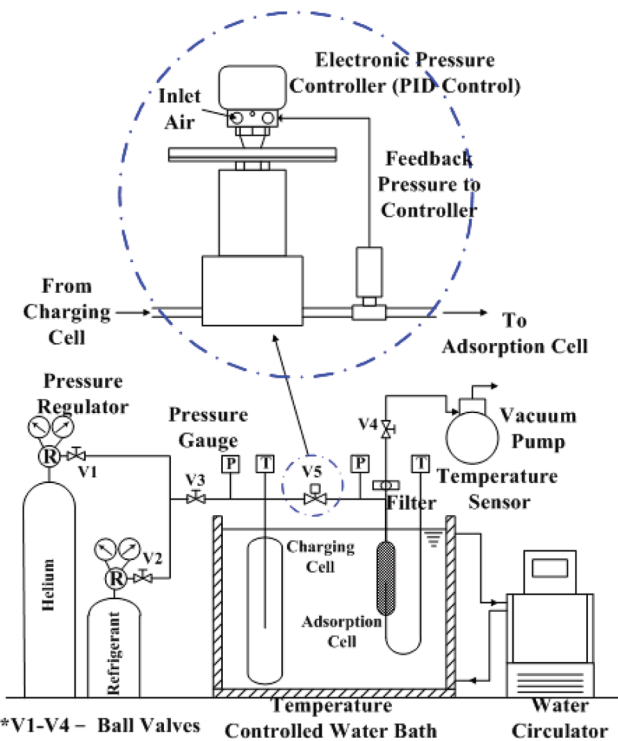 Electronic Pressure
Controller (PID Control)
Inlet
Air
Feedback
Pressure to
Controller
From
Charging
Cell
To
Adsorption Cell
Pressure
Regulator
Pressure
Gauge
V4
Vacuum
Pump
R
V1
V3
P
T
V5
P
T
Temperature
Sensor
Filter
V2
R
Charging
Cell
Adsorption
Cell
Helium
Refrigerant
*V1-V4 – Ball Valves
Temperature
Controlled Water Bath
Water
Circulator